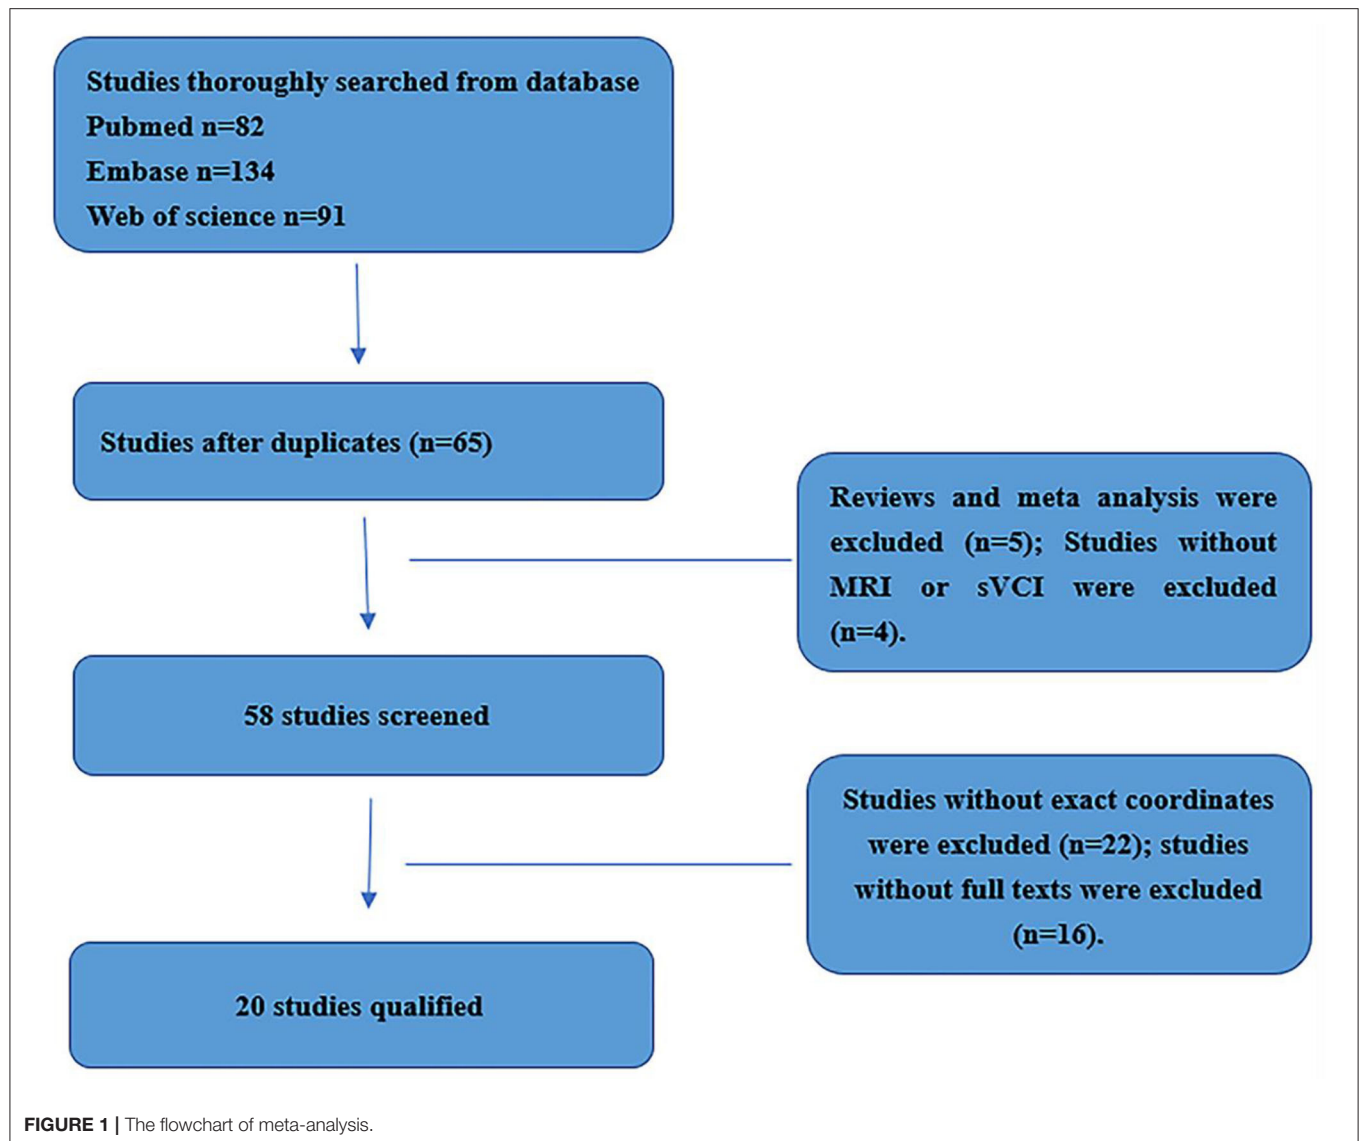 Studies thoroughly searched from database
Pubmed n=82
Embase n=134
Web of science n=91
Studies after duplicates (n=65)
Reviews and meta analysis were
excluded (n=5); Studies without
MRI or sVCI were excluded
(n=4).
58 studies screened
Studies without exact coordinates
were excluded (n=22); studies
without full texts were excluded
(n=16).
20 studies qualified
FIGURE 1 | The flowchart of meta-analysis.